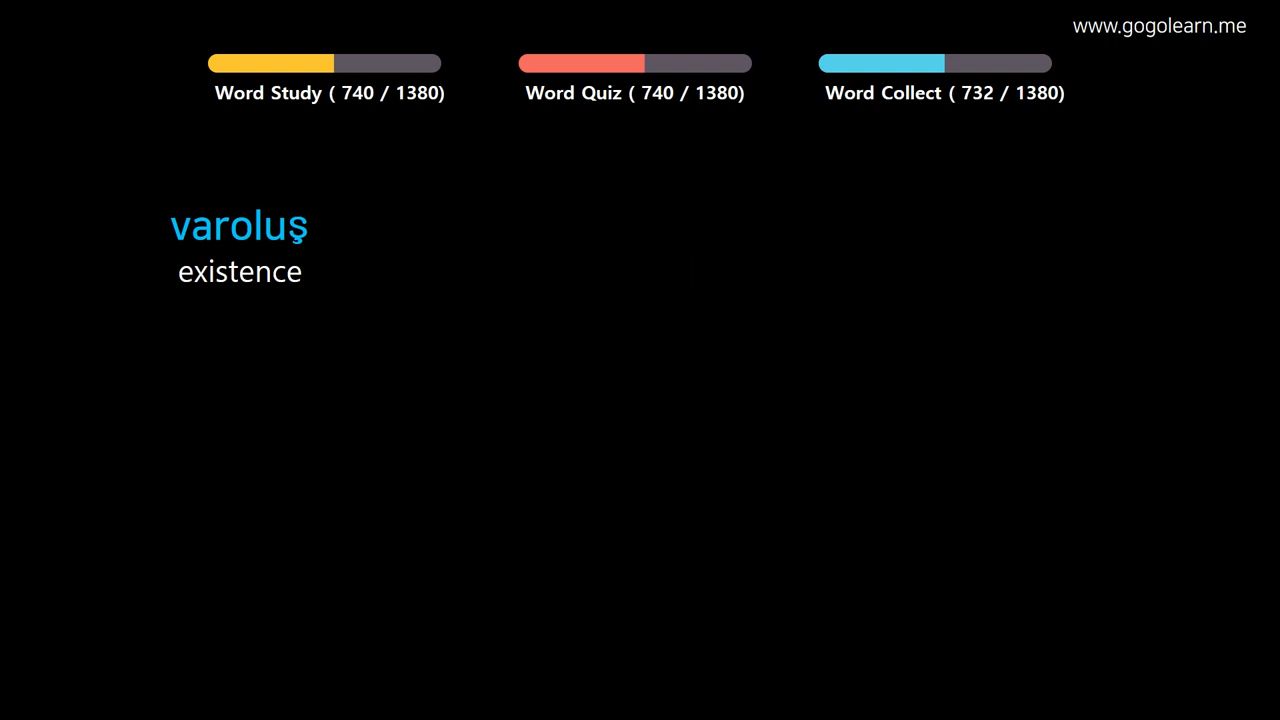 www.gogolearn.me
Word Study ( 740 / 1380)
Word Quiz ( 740 / 1380)
Word Collect ( 732 / 1380)
varoluş
existence